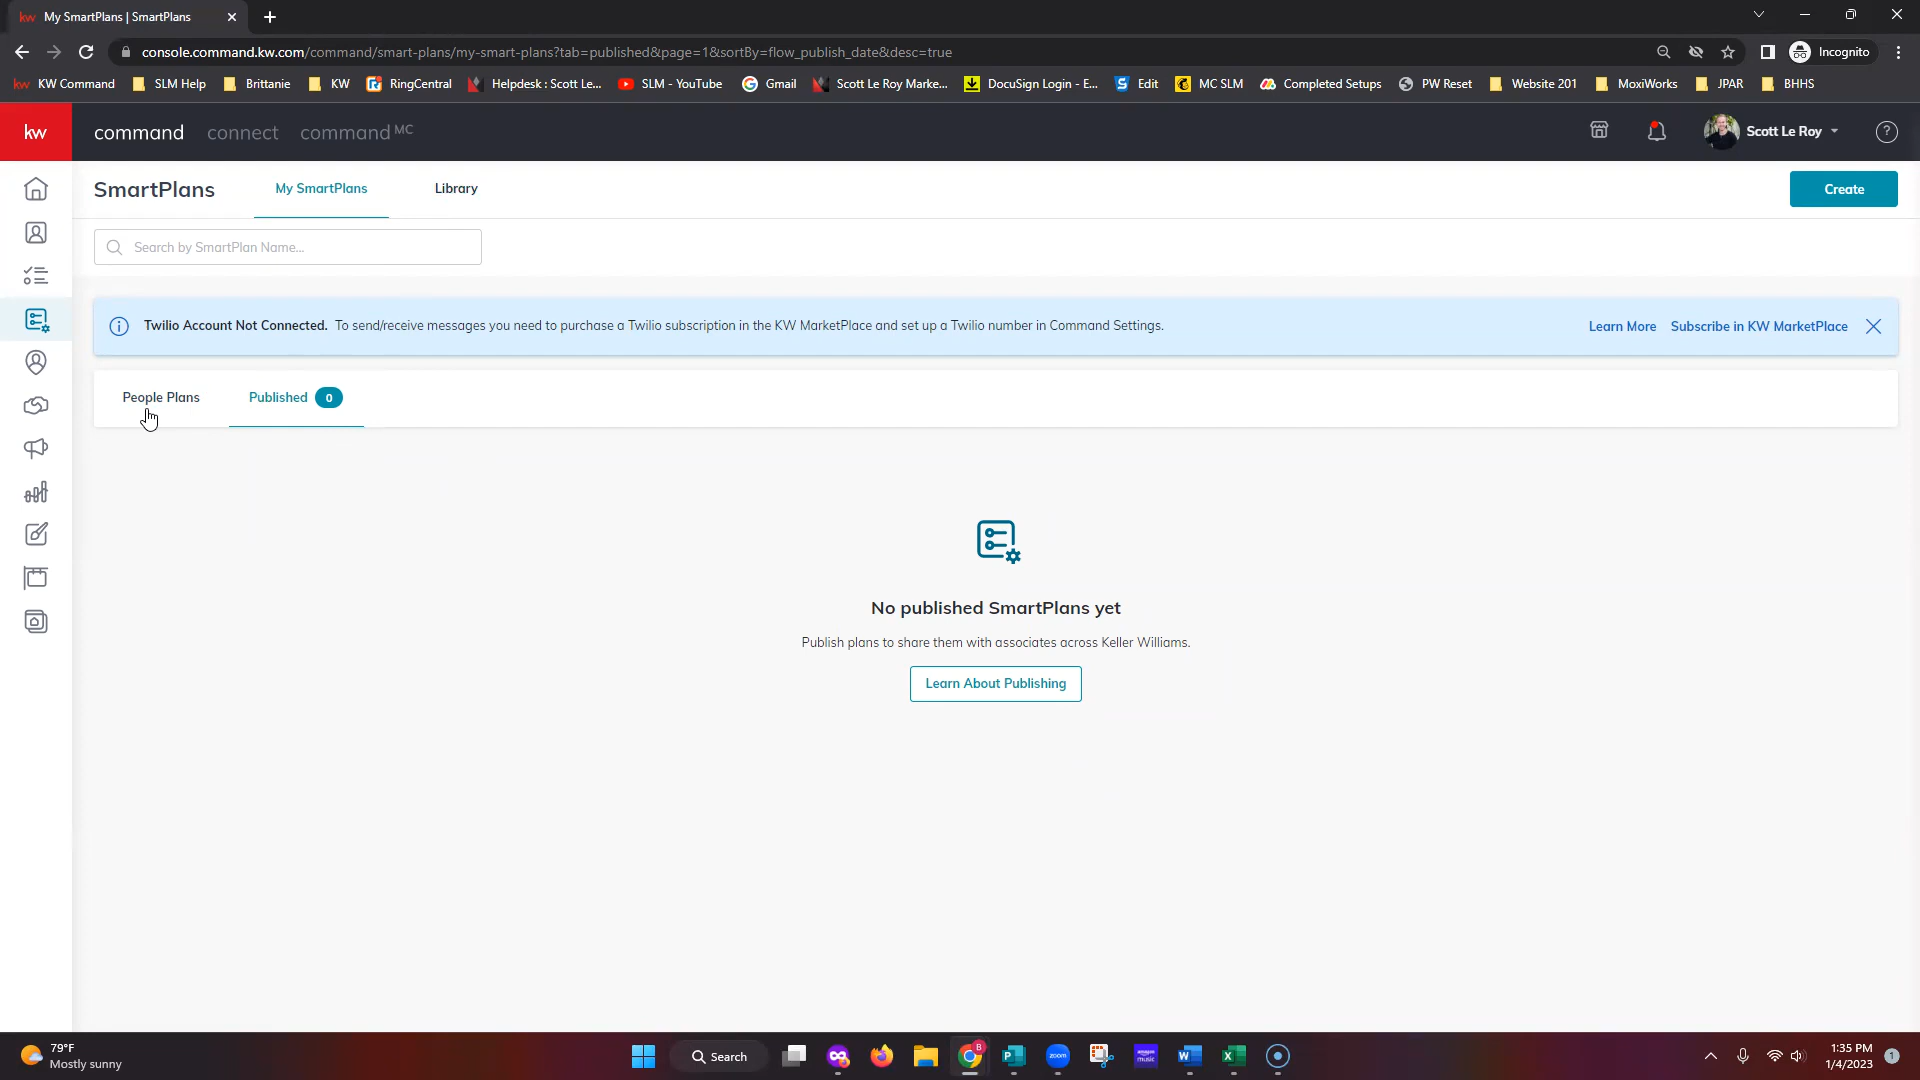 kw My SmartPlans | SmartPlans
console.command.kw.com/command/smart-plans/my-smart-plans?tab=published&page=1&sortBy=flow_publish_date&desc=true
Incognito
kw KW Command SLM Help Brittanie KW RingCentral Helpdesk : Scott Le... SLM - YouTube Gmail Scott Le Roy Marke... DocuSign Login - E... Edit MC SLM Completed Setups PW Reset Website 201 MoxiWorks JPAR BHHS
kw command connect command MC Scott Le Roy ?
SmartPlans My SmartPlans Library Create
Search by SmartPlan Name...
Twilio Account Not Connected. To send/receive messages you need to purchase a Twilio subscription in the KW MarketPlace and set up a Twilio number in Command Settings. Learn More Subscribe in KW MarketPlace
People Plans Published 0
No published SmartPlans yet
Publish plans to share them with associates across Keller Williams.
Learn About Publishing
79°F
Mostly sunny
Search
8
zoom
amazon music
1:35 PM
1/4/2023
1